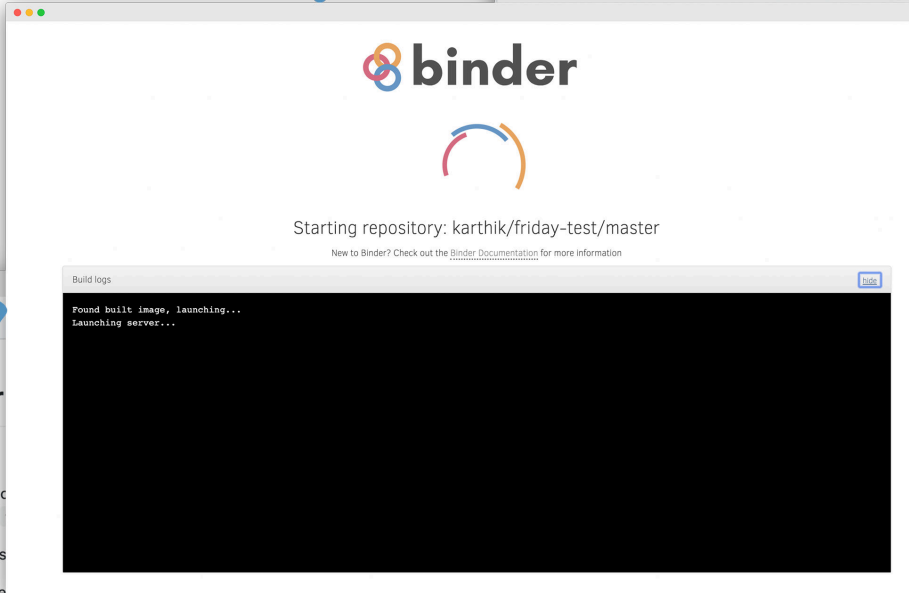 binder
Starting repository: karthik/friday-test/master
New to Binder? Check out the Binder Documentation for more information
Build logs hide
Found built image, launching...
Launching server...